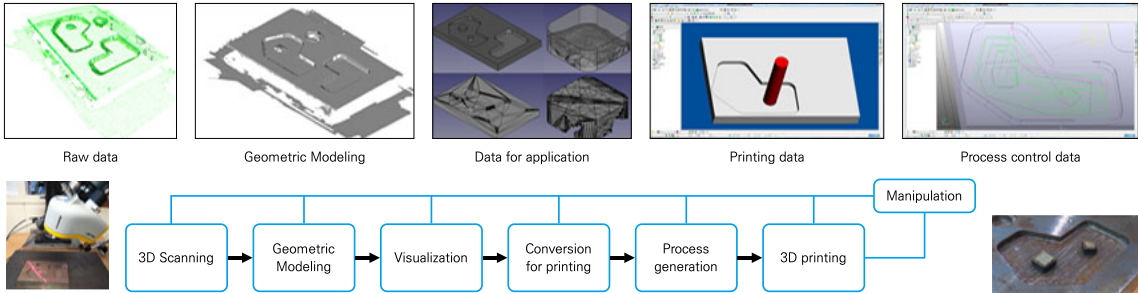 Raw data
Geometric Modeling
Data for application
Printing data
Process control data
Manipulation
3D Scanning
Geometric
Modeling
Visualization
Conversion
for printing
Process
generation
3D printing